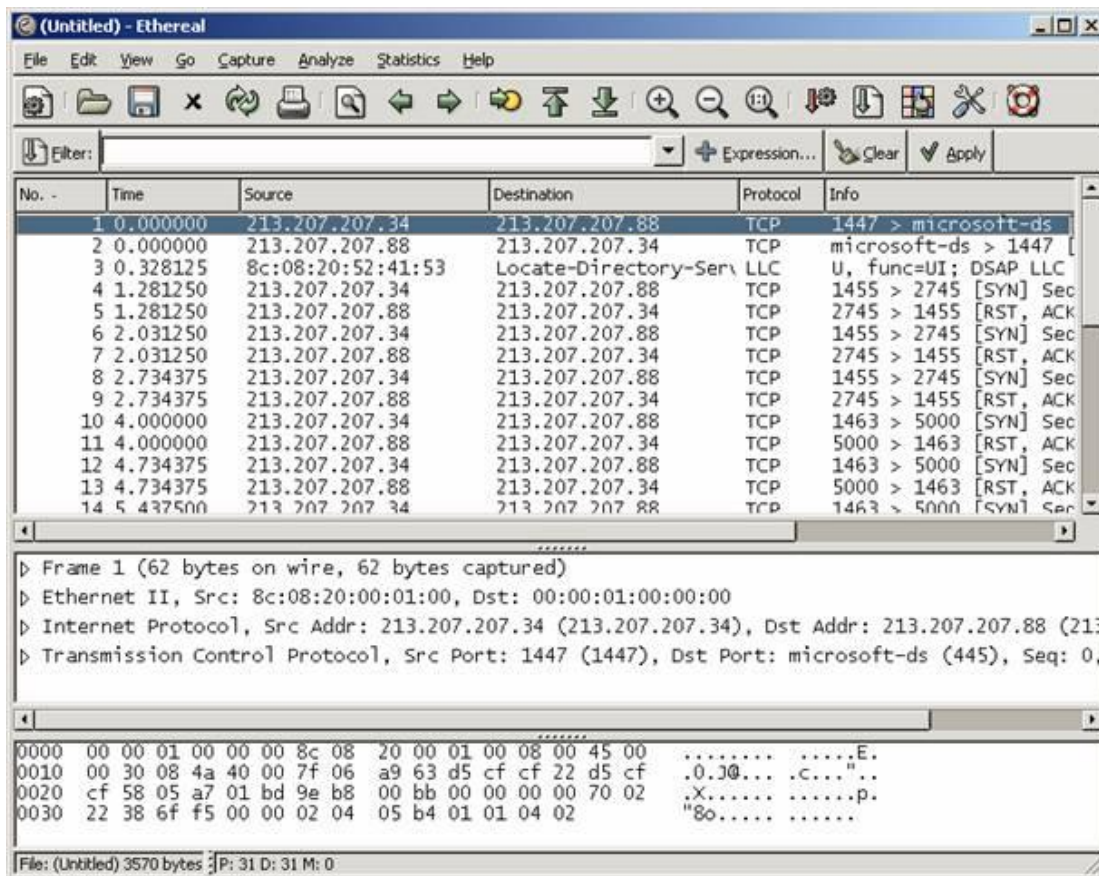 (Untitled) - Ethereal
File Edit View Go Capture Analyze Statistics Help
Filter: Expression... Clear Apply
No. - Time Source Destination Protocol Info
1 0.000000 213.207.207.34 213.207.207.88 TCP 1447 > microsoft-ds [
2 0.000000 213.207.207.88 213.207.207.34 TCP microsoft-ds > 1447 [
3 0.328125 8c:08:20:52:41:53 Locate-Directory-Serv LLC U, func=UI; DSAP LLC
4 1.281250 213.207.207.34 213.207.207.88 TCP 1455 > 2745 [SYN] Sec
5 1.281250 213.207.207.88 213.207.207.34 TCP 2745 > 1455 [RST, ACK
6 2.031250 213.207.207.34 213.207.207.88 TCP 1455 > 2745 [SYN] Sec
7 2.031250 213.207.207.88 213.207.207.34 TCP 2745 > 1455 [RST, ACK
8 2.734375 213.207.207.34 213.207.207.88 TCP 1455 > 2745 [SYN] Sec
9 2.734375 213.207.207.88 213.207.207.34 TCP 2745 > 1455 [RST, ACK
10 4.000000 213.207.207.34 213.207.207.88 TCP 1463 > 5000 [SYN] Sec
11 4.000000 213.207.207.88 213.207.207.34 TCP 5000 > 1463 [RST, ACK
12 4.734375 213.207.207.34 213.207.207.88 TCP 1463 > 5000 [SYN] Sec
13 4.734375 213.207.207.88 213.207.207.34 TCP 5000 > 1463 [RST, ACK
14 5.437500 213.207.207.34 213.207.207.88 TCP 1463 > 5000 [SYN] Sec
Frame 1 (62 bytes on wire, 62 bytes captured)
Ethernet II, Src: 8c:08:20:00:01:00, Dst: 00:00:01:00:00:00
Internet Protocol, Src Addr: 213.207.207.34 (213.207.207.34), Dst Addr: 213.207.207.88 (213
Transmission Control Protocol, Src Port: 1447 (1447), Dst Port: microsoft-ds (445), Seq: 0,
0000 00 00 01 00 00 00 8c 08 20 00 01 00 08 00 45 00 ........ .....E.
0010 00 30 08 4a 40 00 7f 06 a9 63 d5 cf cf 22 d5 cf .0.J@... .c..."..
0020 cf 58 05 a7 01 bd 9e b8 00 bb 00 00 00 00 70 02 .X...... ......p.
0030 22 38 6f f5 00 00 02 04 05 b4 01 01 04 02 "8o..... ......
File: (Untitled) 3570 bytes P: 31 D: 31 M: 0